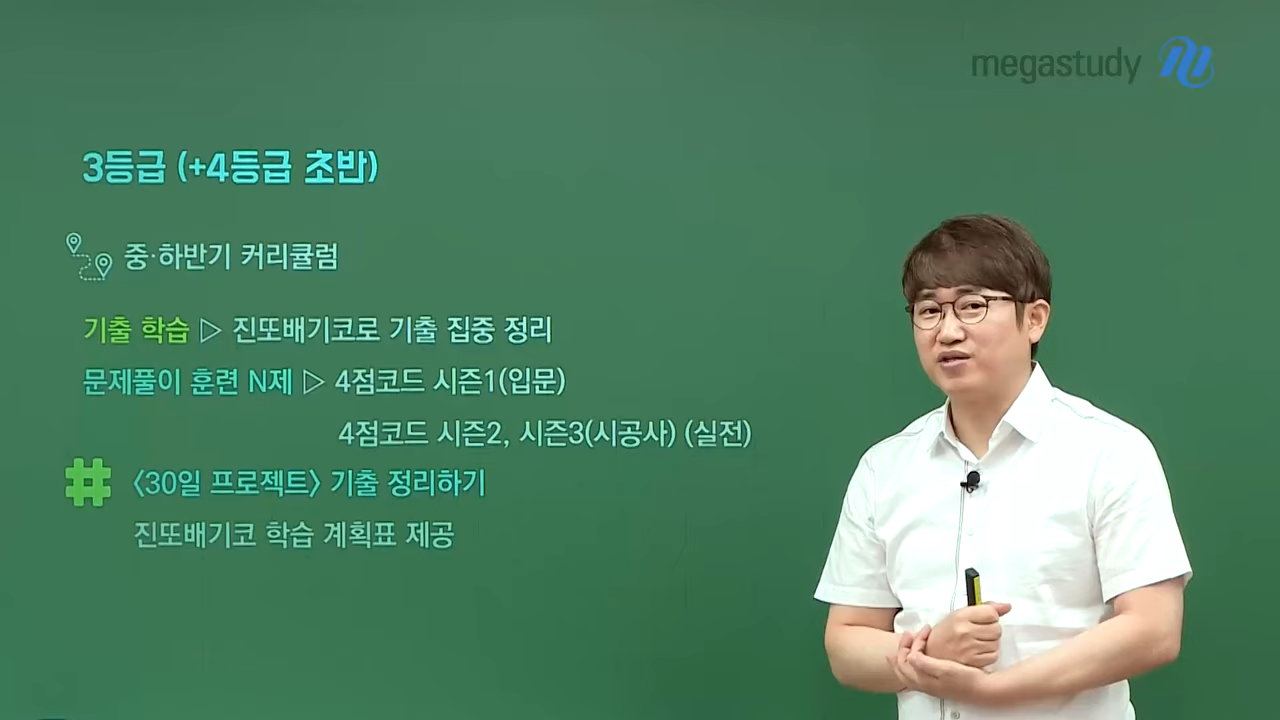 megastudy
3등급 (+4등급 초반)
중·하반기 커리큘럼
기출 학습 ▷ 진또배기코로 기출 집중 정리
문제풀이 훈련 N제 ▷ 4점코드 시즌1(입문)
4점코드 시즌2, 시즌3(시공사) (실전)
〈30일 프로젝트〉 기출 정리하기
진또배기코 학습 계획표 제공